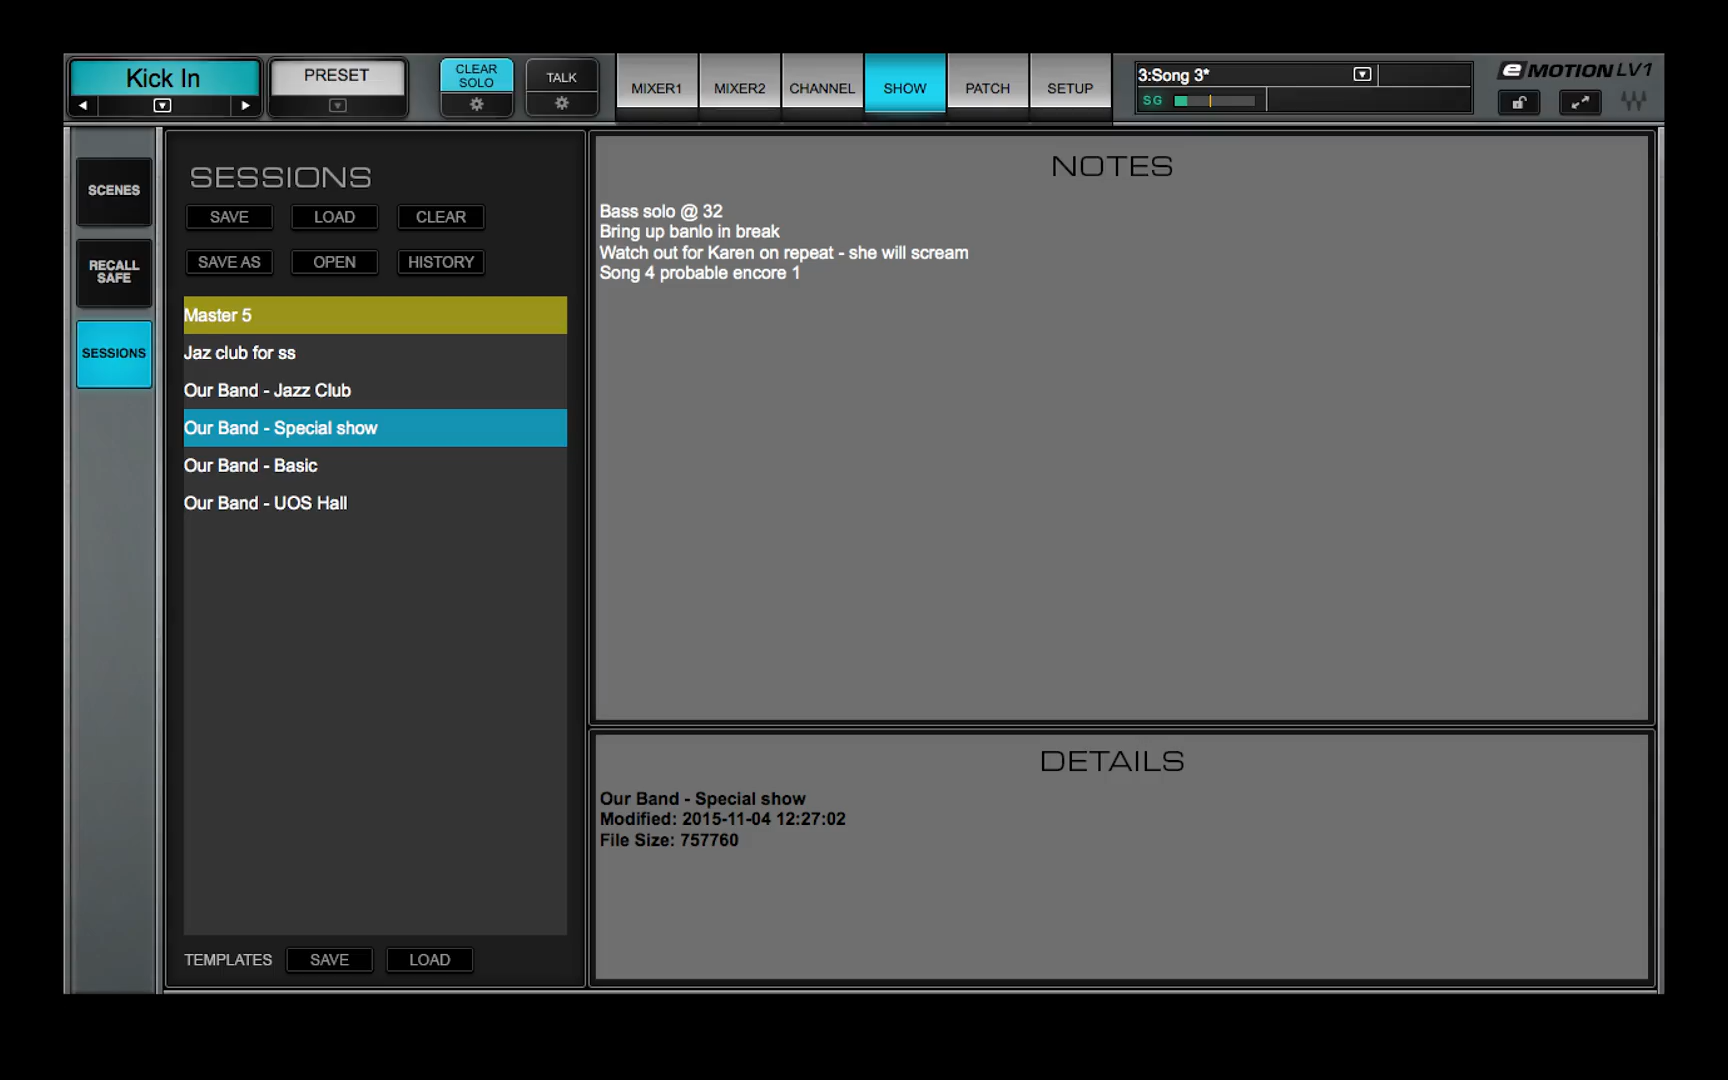 Kick In
PRESET
CLEAR
SOLO
TALK
MIXER1
MIXER2
CHANNEL
SHOW
PATCH
SETUP
3:Song 3*
SG
eMOTION LV1
SCENES
RECALL
SAFE
SESSIONS
SESSIONS
SAVE
LOAD
CLEAR
SAVE AS
OPEN
HISTORY
Master 5
Jaz club for ss
Our Band - Jazz Club
Our Band - Special show
Our Band - Basic
Our Band - UOS Hall
TEMPLATES
SAVE
LOAD
NOTES
Bass solo @ 32
Bring up banlo in break
Watch out for Karen on repeat - she will scream
Song 4 probable encore 1
DETAILS
Our Band - Special show
Modified: 2015-11-04 12:27:02
File Size: 757760